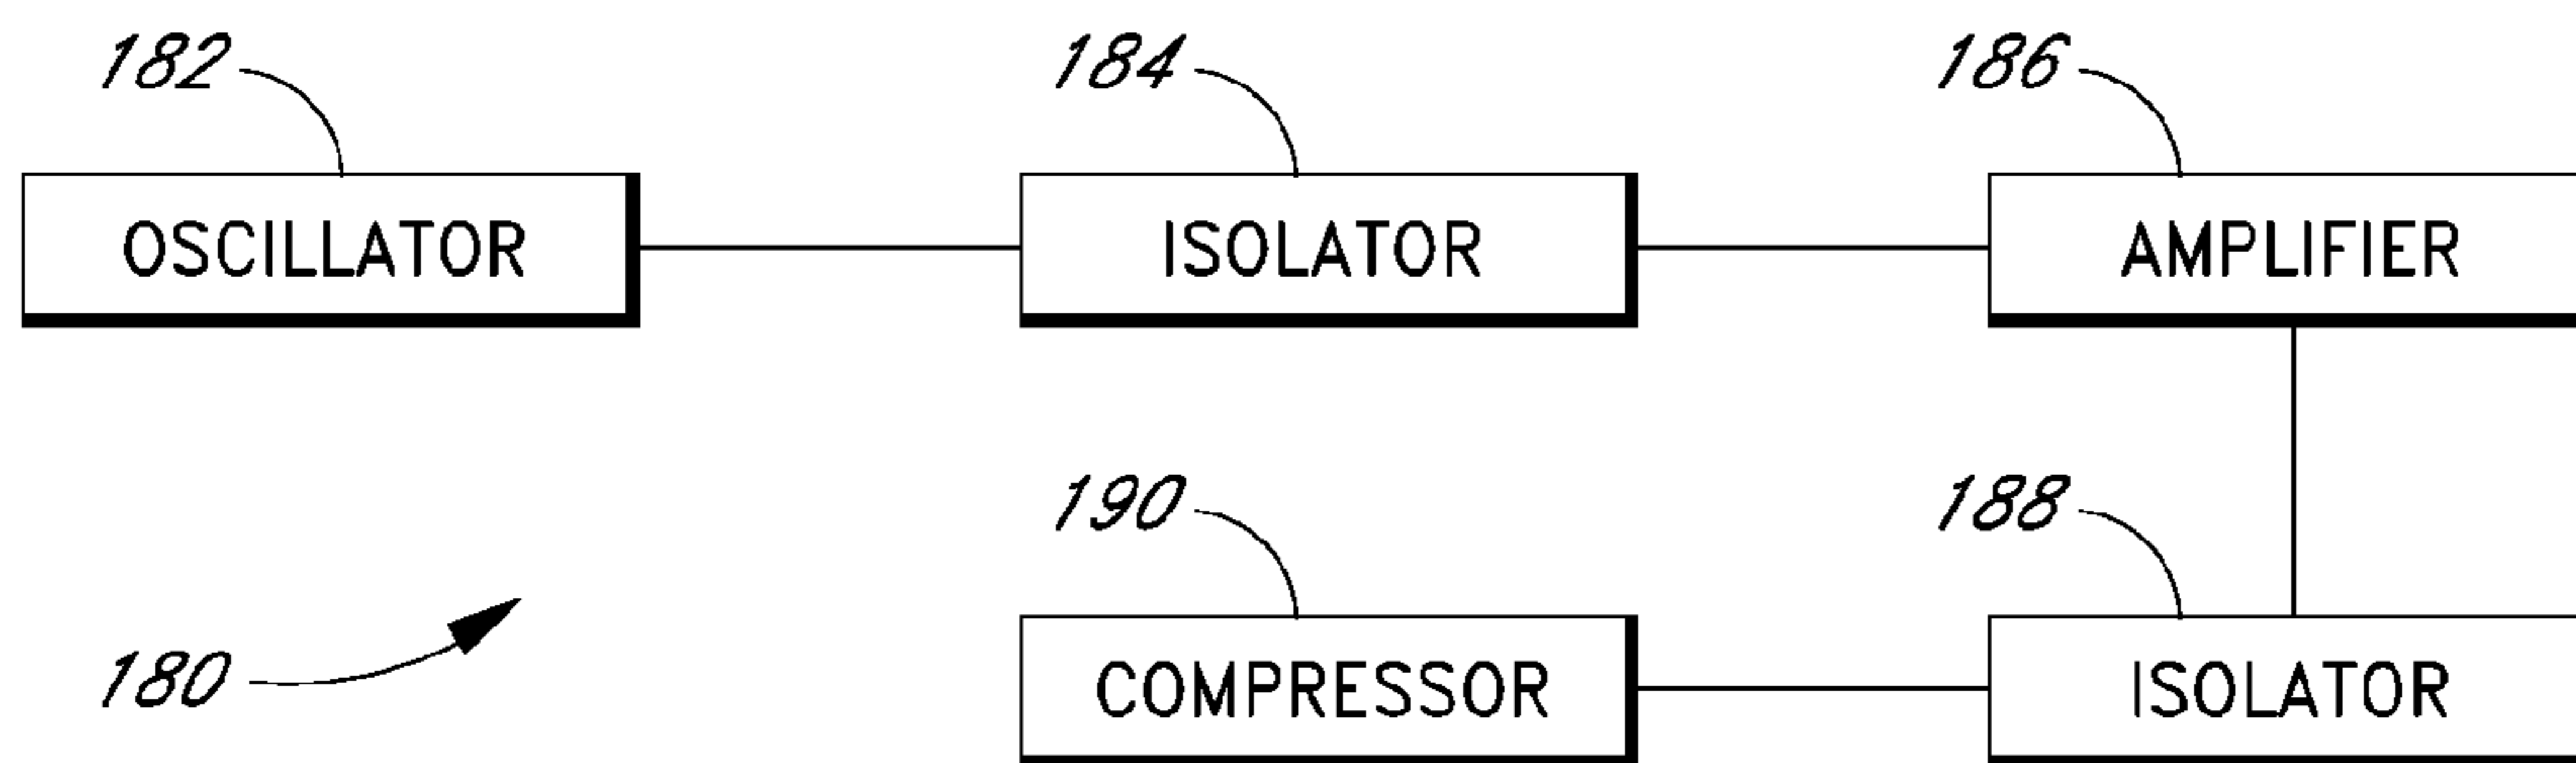 182 184 186
OSCILLATOR ISOLATOR AMPLIFIER
190 188
180 COMPRESSOR ISOLATOR